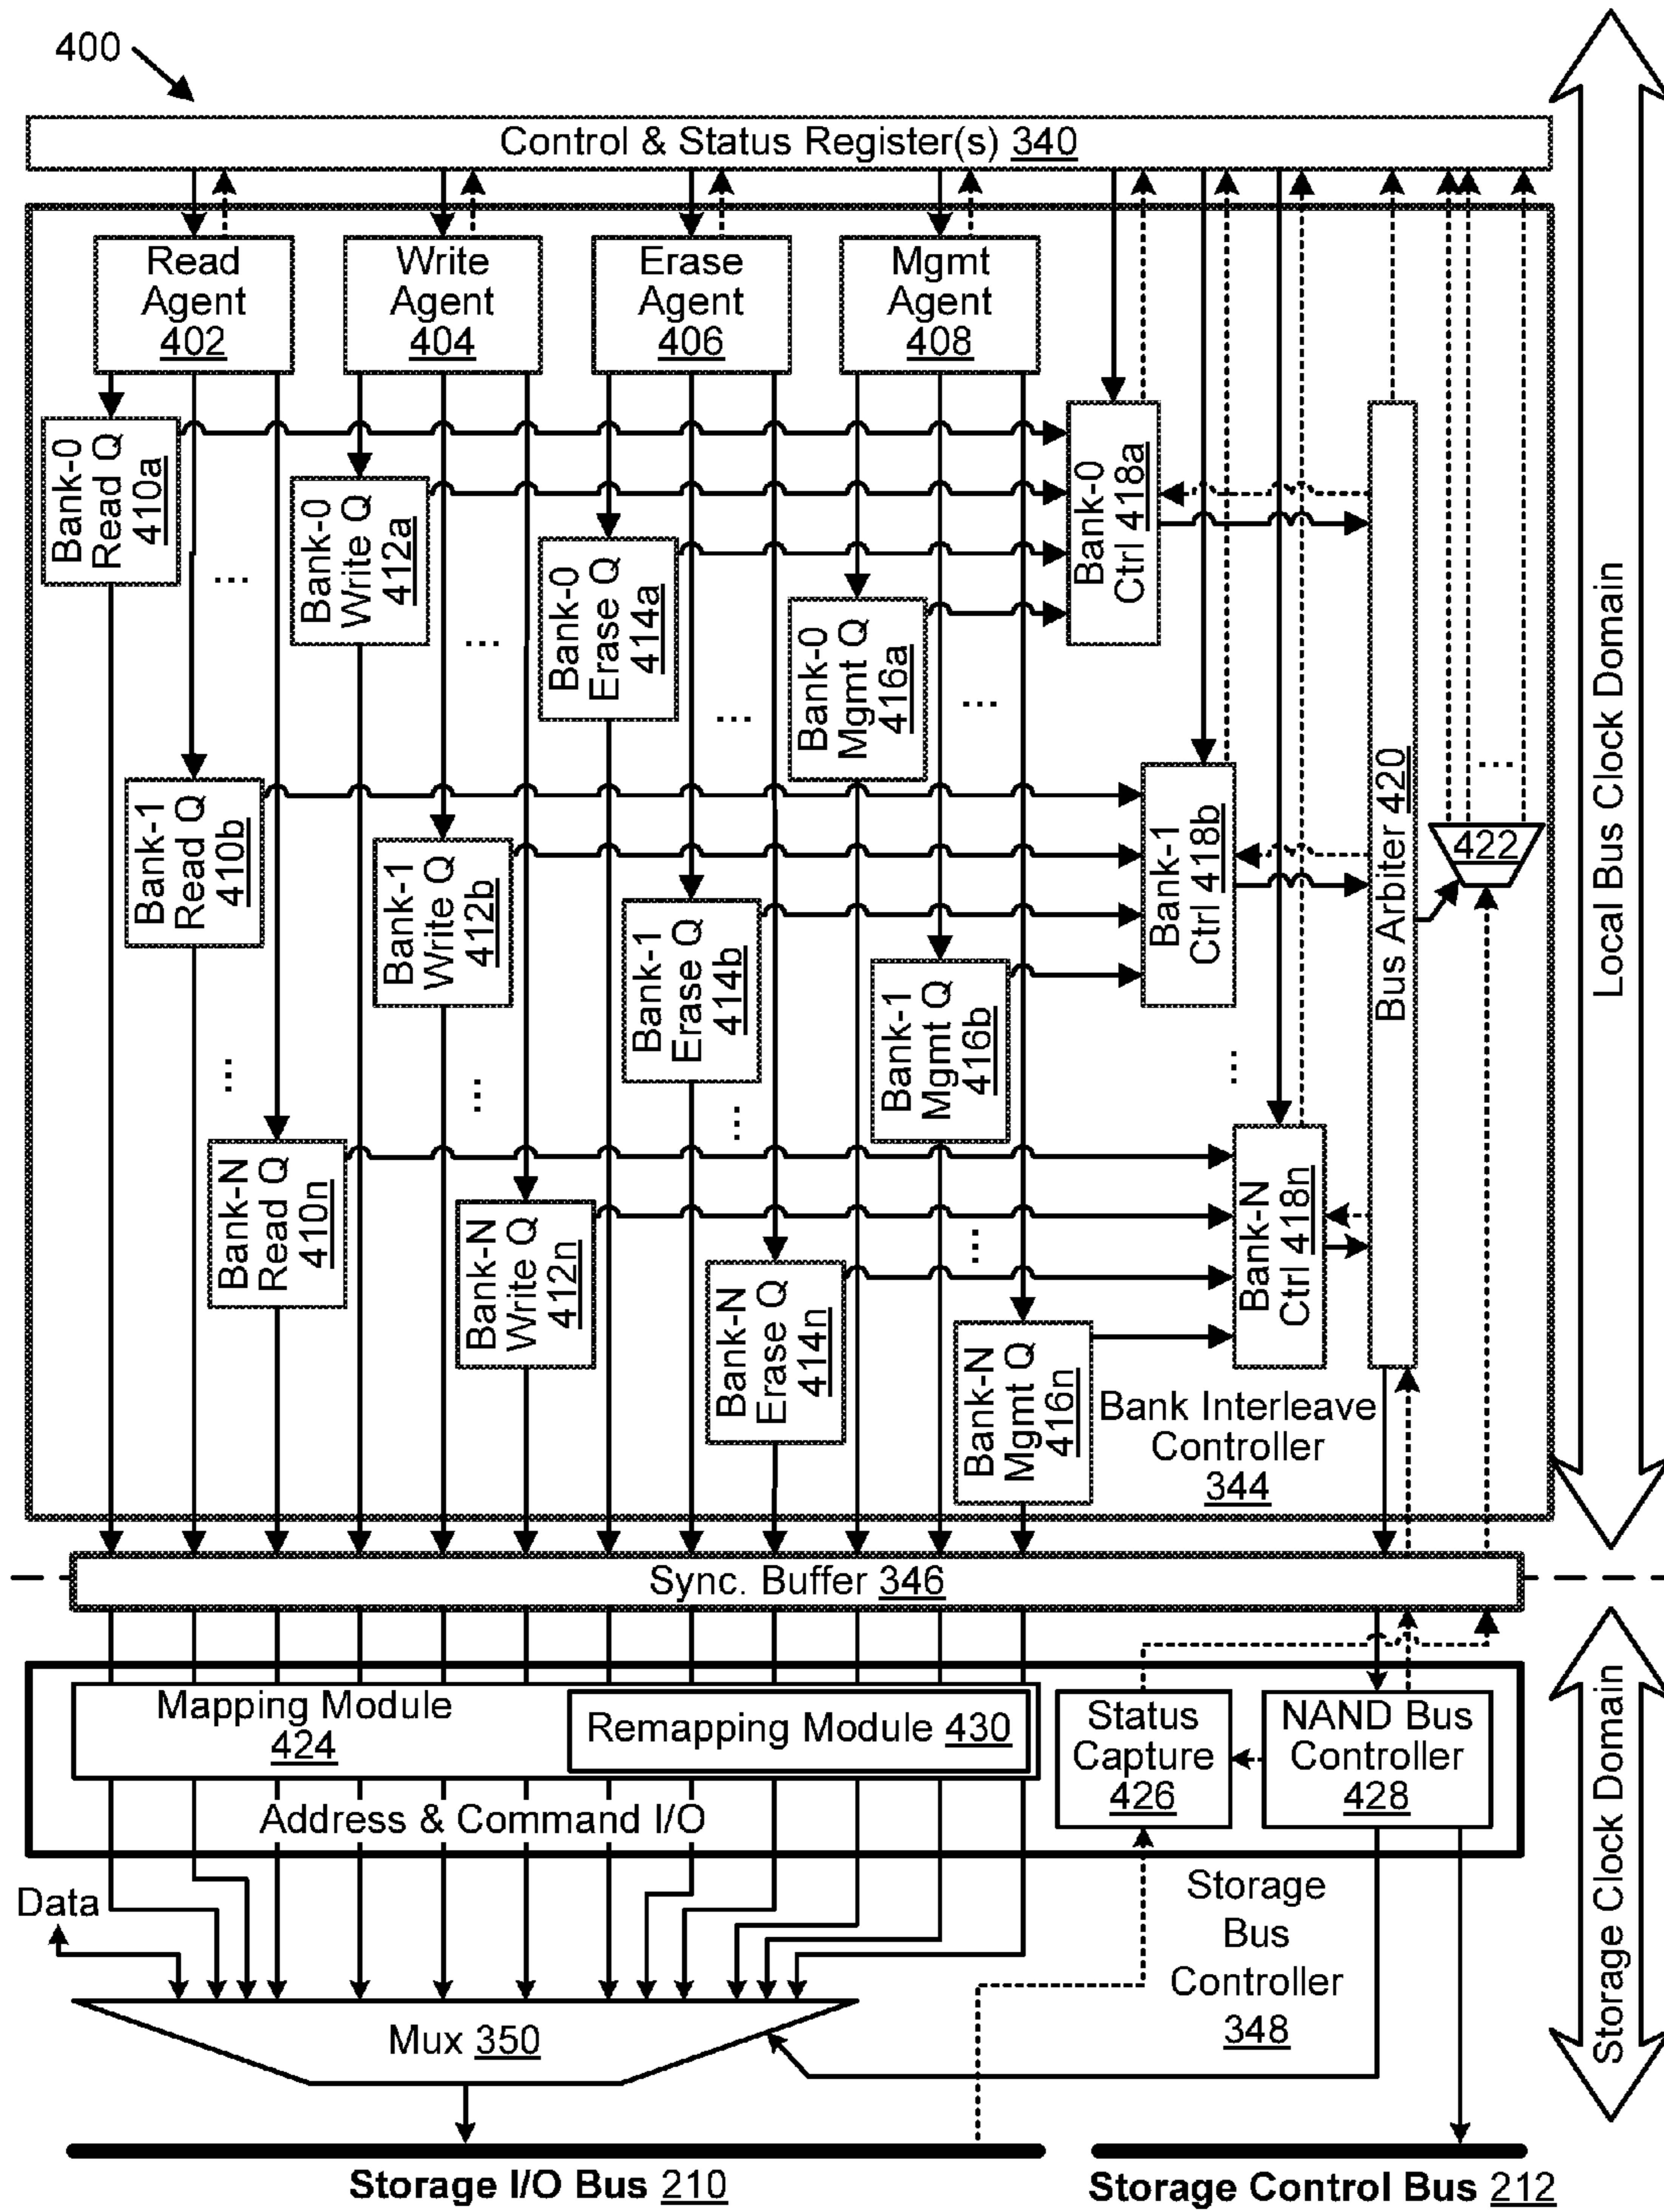 400
Control & Status Register(s) 340
Read
Agent
402
Write
Agent
404
Erase
Agent
406
Mgmt
Agent
408
Bank-0
Read Q
410a
Bank-0
Write Q
412a
Bank-0
Erase Q
414a
Bank-0
Mgmt Q
416a
Bank-0
Ctrl 418a
...
...
...
...
Bank-1
Read Q
410b
Bank-1
Write Q
412b
Bank-1
Erase Q
414b
Bank-1
Mgmt Q
416b
Bank-1
Ctrl 418b
Bus Arbiter 420
422
...
...
...
...
...
...
Bank-N
Read Q
410n
Bank-N
Write Q
412n
Bank-N
Erase Q
414n
Bank-N
Mgmt Q
416n
Bank-N
Ctrl 418n
Bank Interleave
Controller
344
Local Bus Clock Domain
Sync. Buffer 346
Mapping Module
424
Remapping Module 430
Status
Capture
426
NAND Bus
Controller
428
Address & Command I/O
Storage Clock Domain
Data
Storage
Bus
Controller
348
Mux 350
Storage I/O Bus 210
Storage Control Bus 212